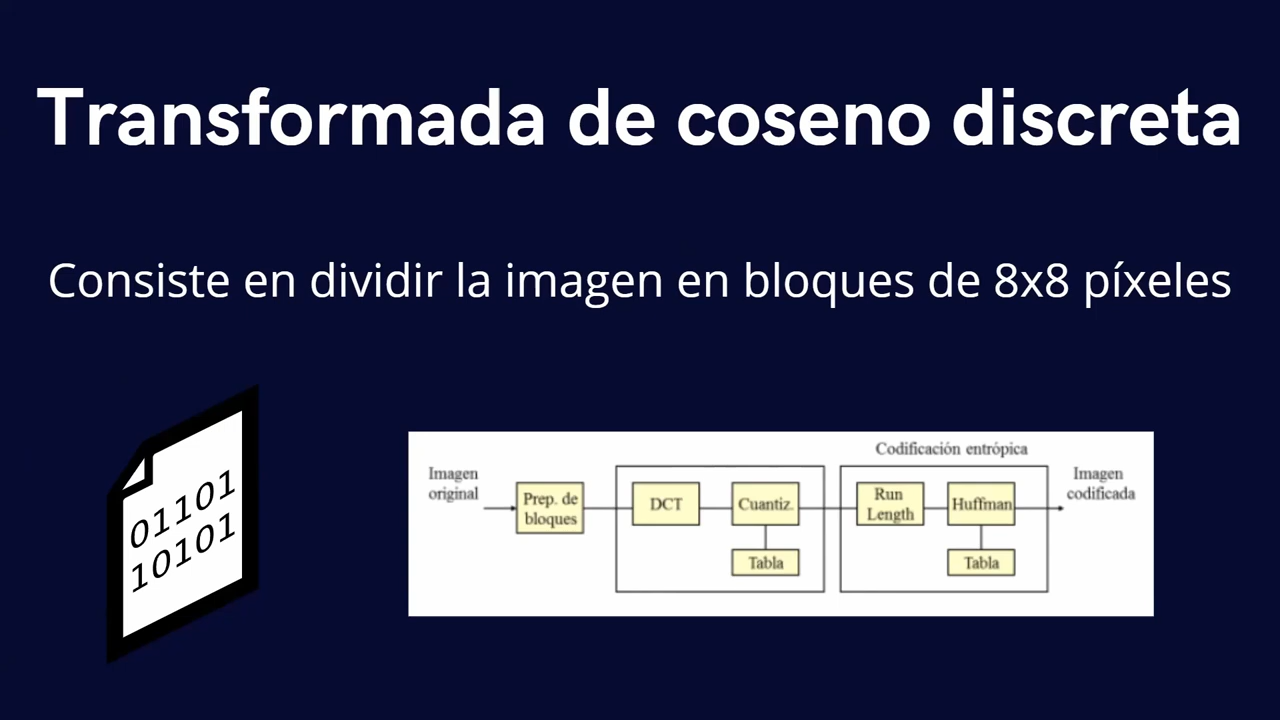 Transformada de coseno discreta
Consiste en dividir la imagen en bloques de 8x8 píxeles
01101
10101
Codificación entrópica
Imagen
original
Prep. de
bloques
DCT
Cuantiz.
Tabla
Run
Length
Huffman
Tabla
Imagen
codificada